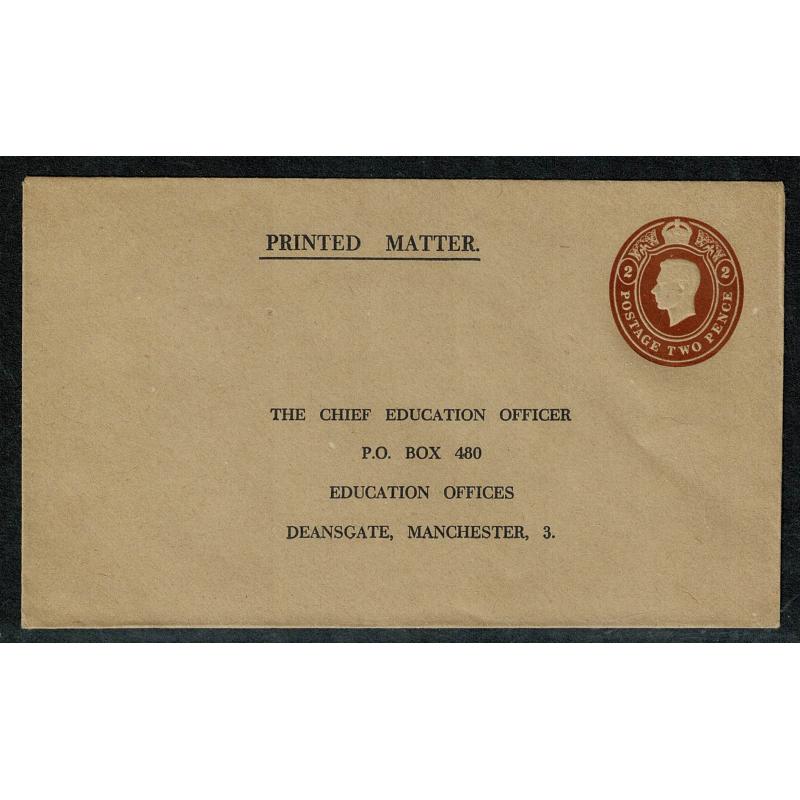 PRINTED MATTER.
2 POSTAGE TWO PENCE 2
THE CHIEF EDUCATION OFFICER
P.O. BOX 480
EDUCATION OFFICES
DEANSGATE, MANCHESTER, 3.